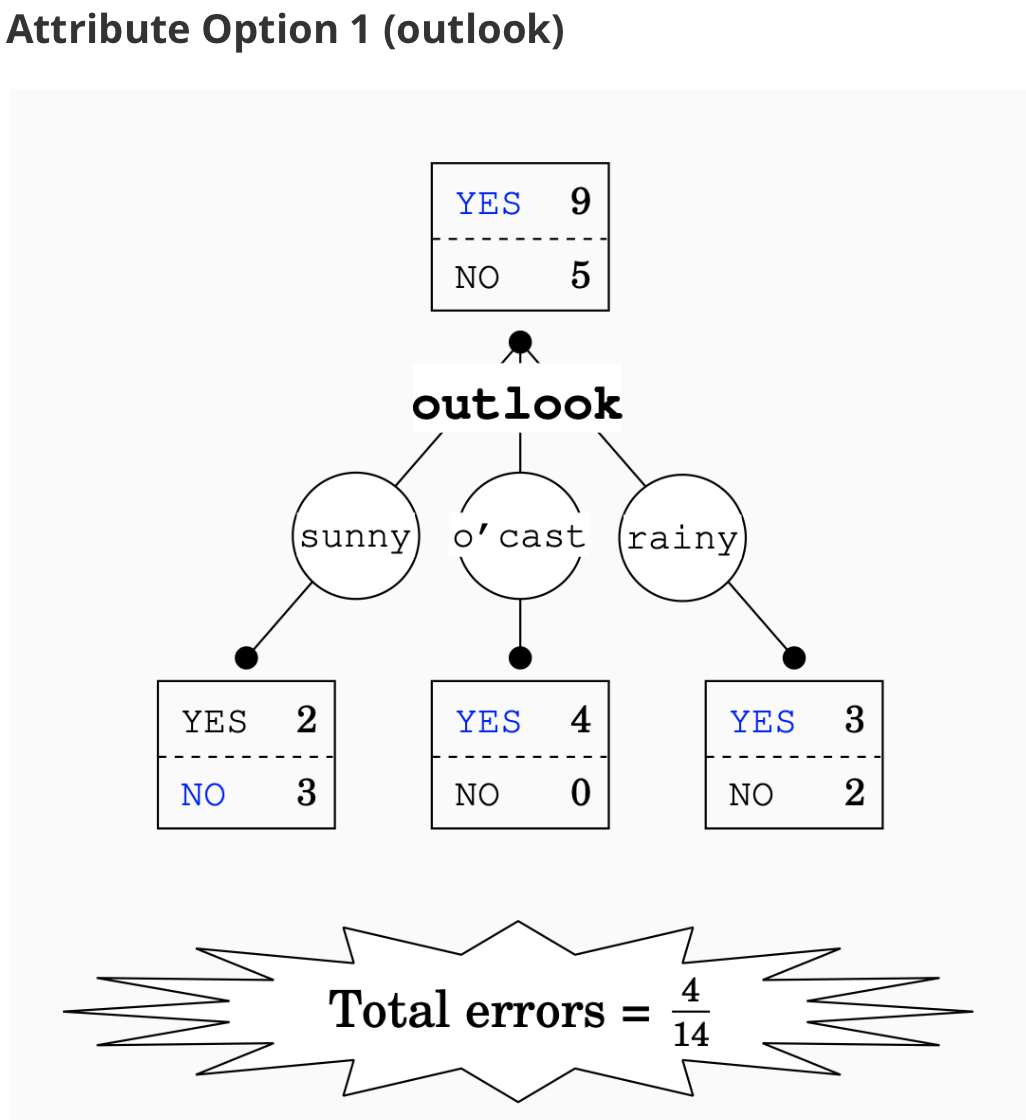 Attribute Option 1 (outlook)
YES 9
NO 5
outlook
sunny o'cast rainy
YES 2 YES 4 YES 3
NO 3 NO 0 NO 2
Total errors = 4/14